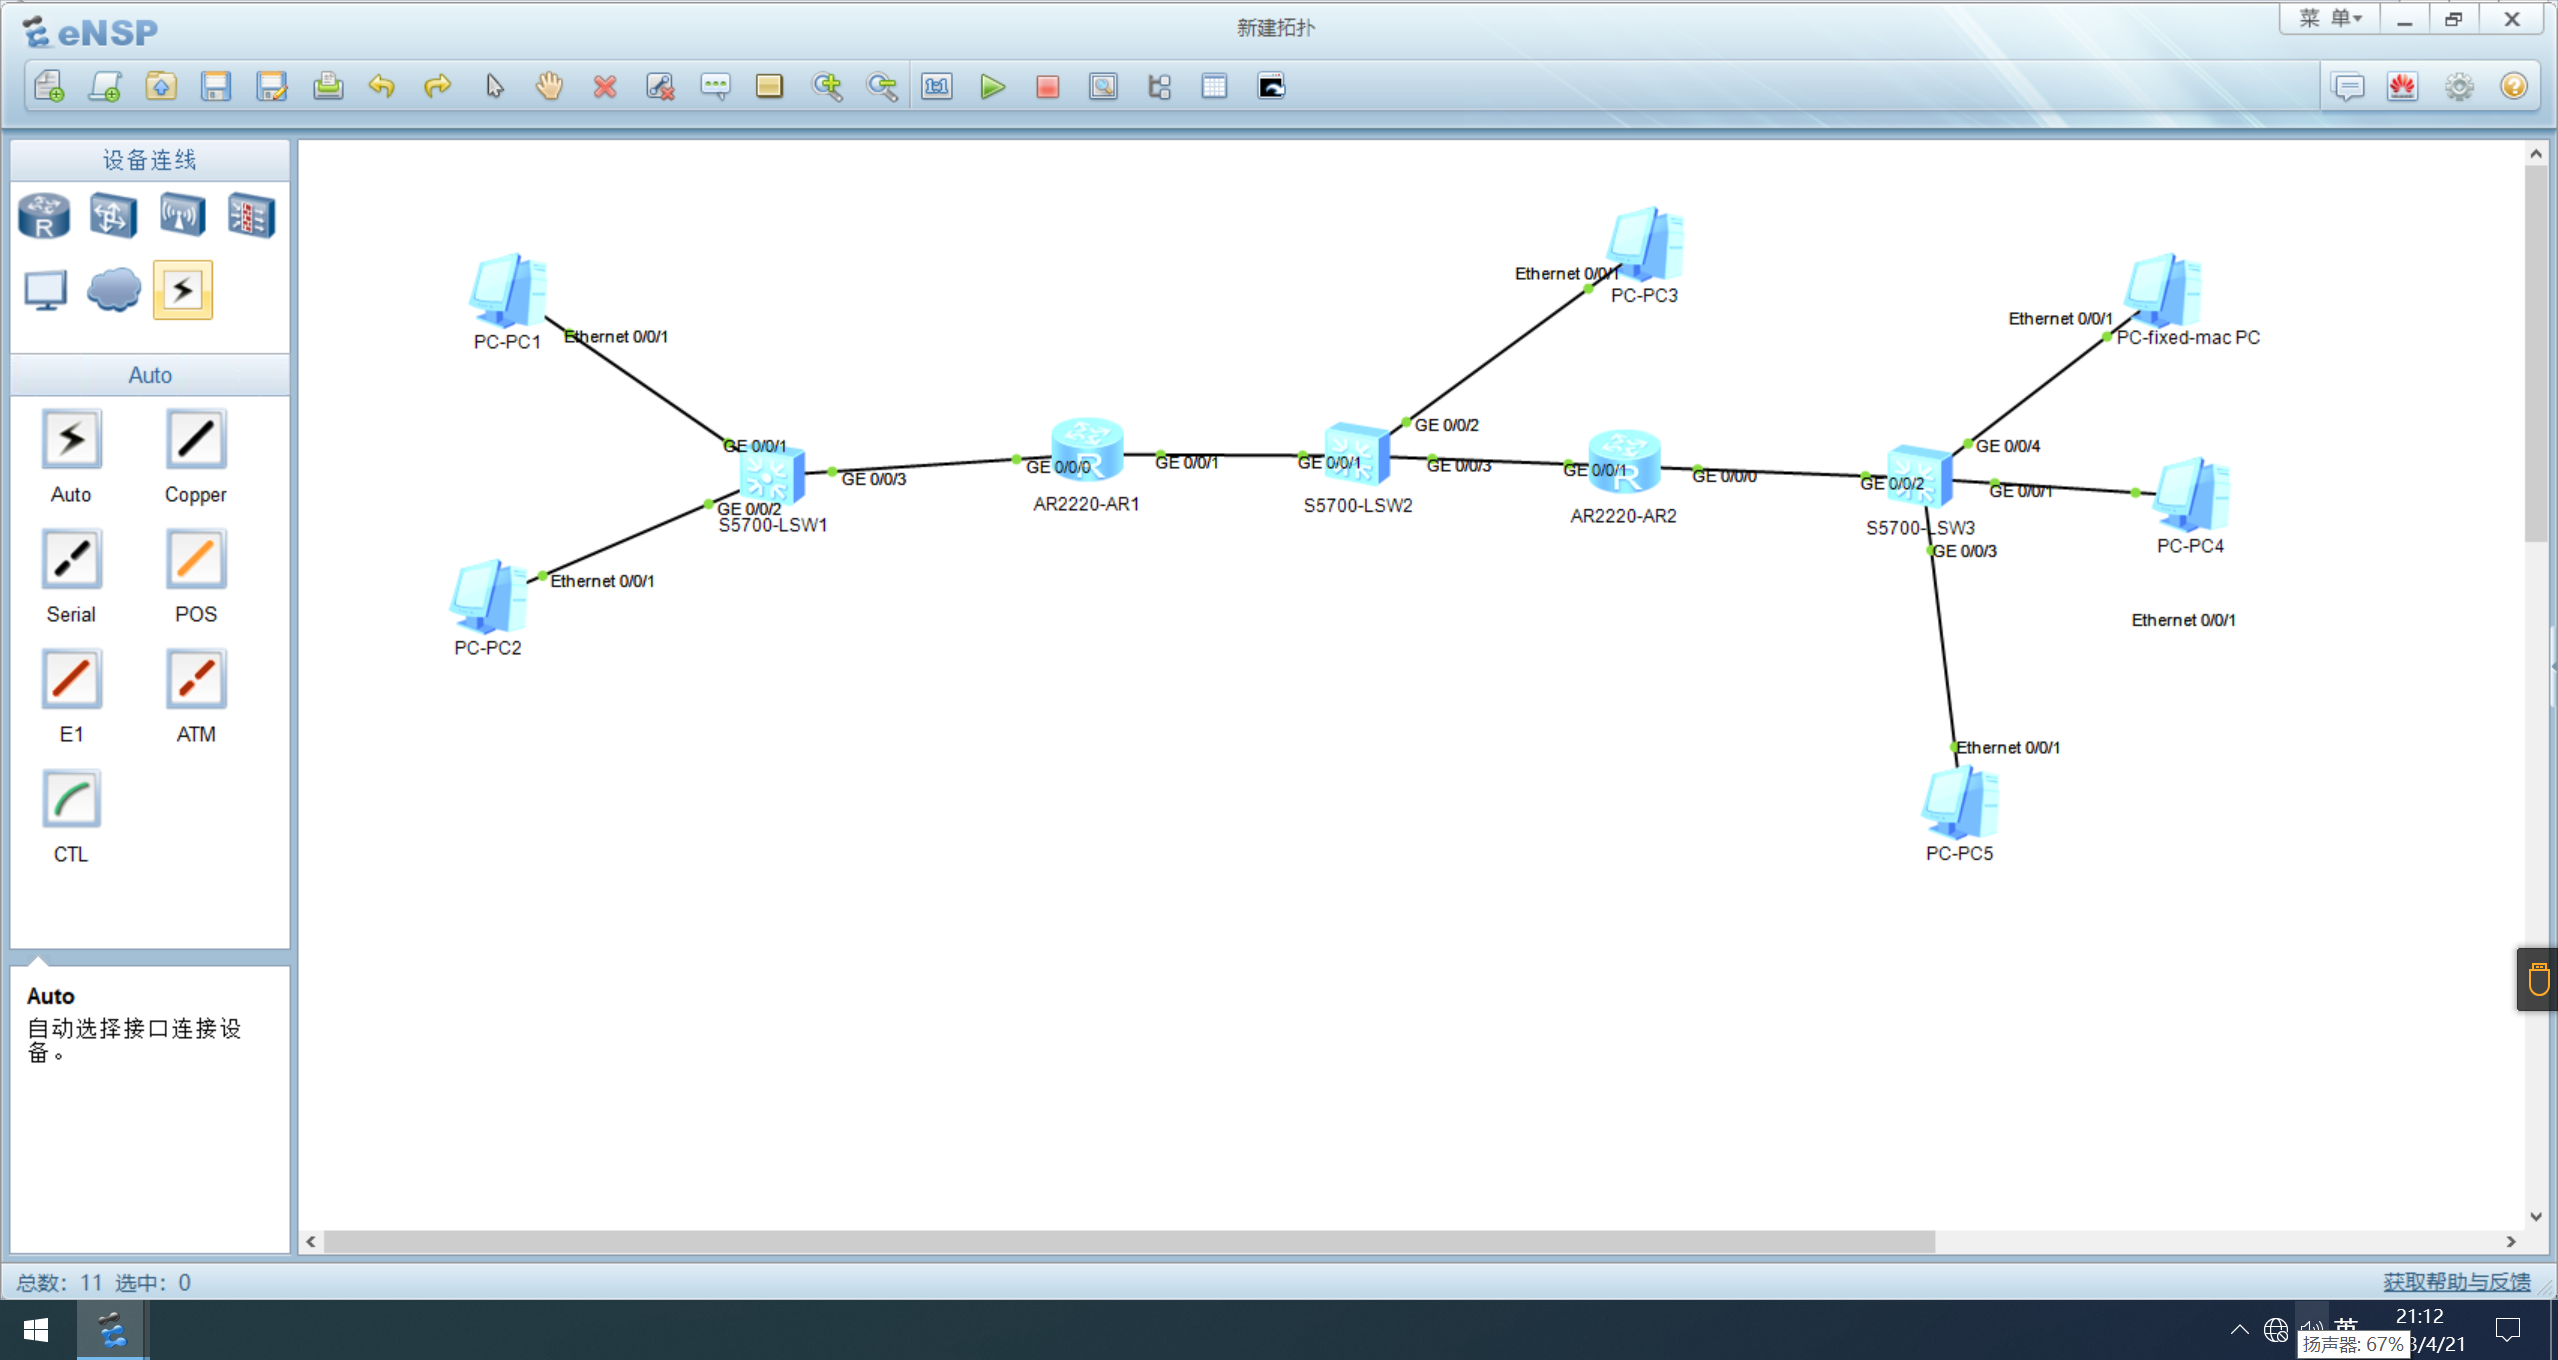 eNSP
新建拓扑
菜 单
设备连线
Auto
Auto
Copper
Serial
POS
E1
ATM
CTL
Auto
自动选择接口连接设
备。
PC-PC1
Ethernet 0/0/1
PC-PC2
Ethernet 0/0/1
GE 0/0/1
GE 0/0/2
S5700-LSW1
GE 0/0/3
GE 0/0/0
AR2220-AR1
GE 0/0/1
GE 0/0/1
S5700-LSW2
GE 0/0/2
GE 0/0/3
Ethernet 0/0/1
PC-PC3
GE 0/0/1
AR2220-AR2
GE 0/0/0
GE 0/0/2
S5700-LSW3
GE 0/0/4
GE 0/0/1
GE 0/0/3
Ethernet 0/0/1
PC-fixed-mac PC
PC-PC4
Ethernet 0/0/1
Ethernet 0/0/1
PC-PC5
总数: 11 选中: 0
获取帮助与反馈
英
21:12
扬声器: 67%
3/4/21